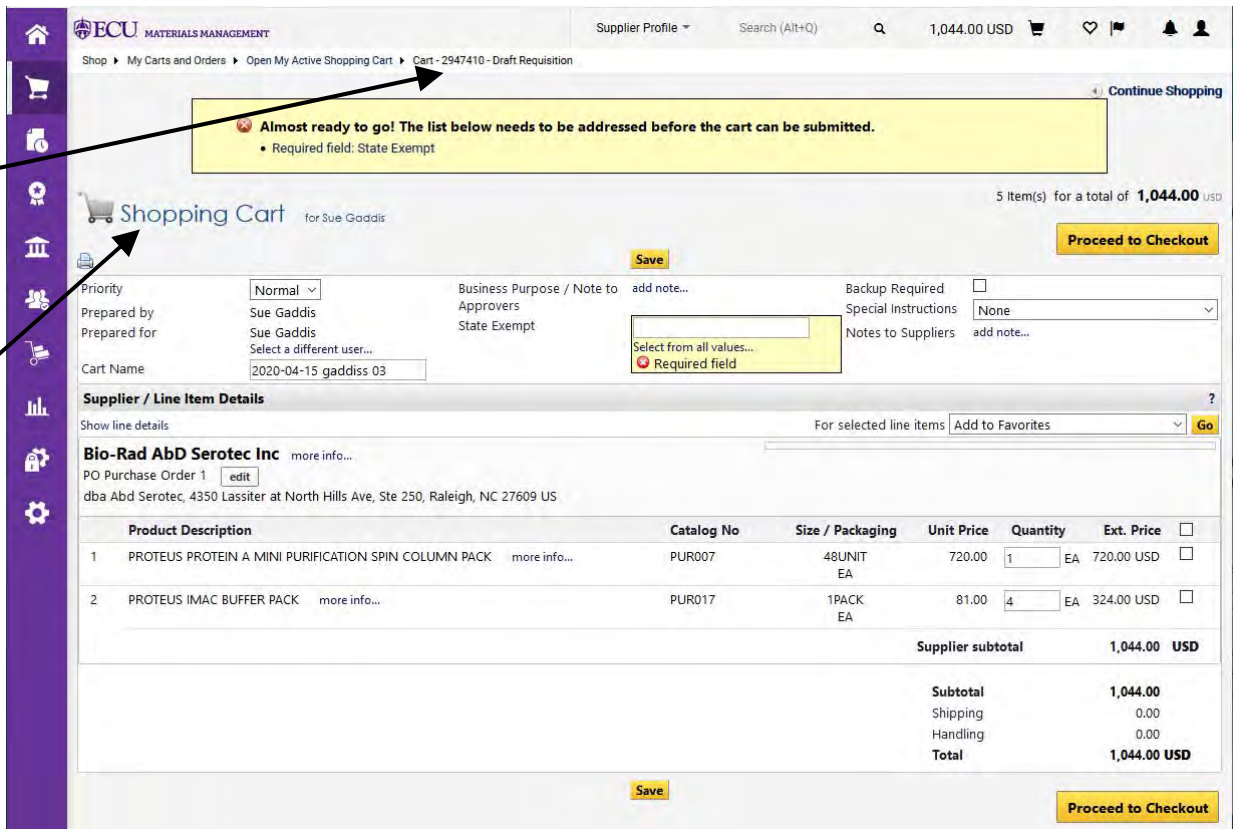 ECU MATERIALS MANAGEMENT Supplier Profile Search (Alt+Q) 1,044.00 USD
Shop My Carts and Orders Open My Active Shopping Cart Cart - 2947410 - Draft Requisition
Continue Shopping
Almost ready to go! The list below needs to be addressed before the cart can be submitted.
• Required field: State Exempt
5 Item(s) for a total of 1,044.00 USD
Shopping Cart for Sue Gaddis
Proceed to Checkout
Save
Priority Normal Business Purpose / Note to Approvers add note... Backup Required
Prepared by Sue Gaddis Special Instructions None
Prepared for Sue Gaddis State Exempt Notes to Suppliers add note...
Select a different user... Select from all values...
Cart Name 2020-04-15 gaddiss 03 Required field
Supplier / Line Item Details ?
Show line details For selected line items Add to Favorites Go
Bio-Rad AbD Serotec Inc more info...
PO Purchase Order 1 edit
dba Abd Serotec, 4350 Lassiter at North Hills Ave, Ste 250, Raleigh, NC 27609 US
Product Description Catalog No Size / Packaging Unit Price Quantity Ext. Price
1 PROTEUS PROTEIN A MINI PURIFICATION SPIN COLUMN PACK more info... PUR007 48UNIT 720.00 1 EA 720.00 USD
EA
2 PROTEUS IMAC BUFFER PACK more info... PUR017 1PACK 81.00 4 EA 324.00 USD
EA
Supplier subtotal 1,044.00 USD
Subtotal 1,044.00
Shipping 0.00
Handling 0.00
Total 1,044.00 USD
Save
Proceed to Checkout